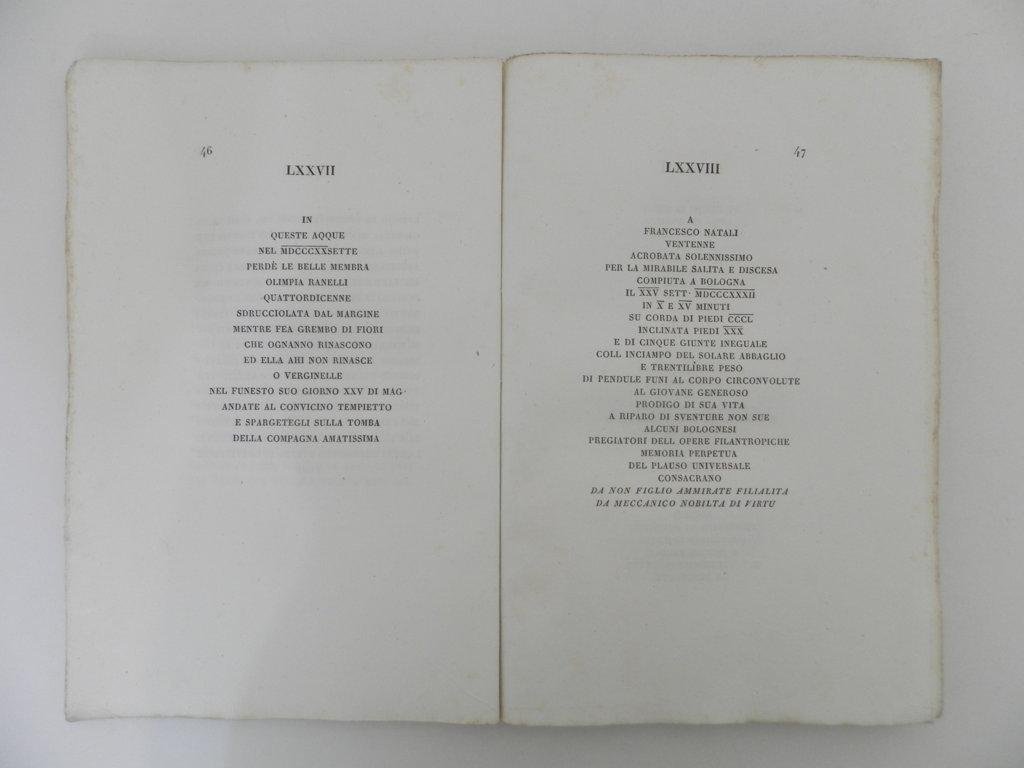 46
LXXVII
IN
QUESTE AQQUE
NEL MDCCCXXSETTE
PERDÈ LE BELLE MEMBRA
OLIMPIA RANELLI
QUATTORDICENNE
SDRUCCIOLATA DAL MARGINE
MENTRE FEA GREMBO DI FIORI
CHE OGNANNO RINASCONO
ED ELLA AHI NON RINASCE
O VERGINELLE
NEL FUNESTO SUO GIORNO XXV DI MAG·
ANDATE AL CONVICINO TEMPIETTO
E SPARGETEGLI SULLA TOMBA
DELLA COMPAGNA AMATISSIMA
47
LXXVIII
A
FRANCESCO NATALI
VENTENNE
ACROBATA SOLENNISSIMO
PER LA MIRABILE SALITA E DISCESA
COMPIUTA A BOLOGNA
IL XXV SETT· MDCCCXXXII
IN X E XV MINUTI
SU CORDA DI PIEDI CCCL
INCLINATA PIEDI XXX
E DI CINQUE GIUNTE INEGUALE
COLL INCIAMPO DEL SOLARE ABBAGLIO
E TRENTILÌBRE PESO
DI PENDULE FUNI AL CORPO CIRCONVOLUTE
AL GIOVANE GENEROSO
PRODIGO DI SUA VITA
A RIPARO DI SVENTURE NON SUE
ALCUNI BOLOGNESI
PREGIATORI DELL OPERE FILANTROPICHE
MEMORIA PERPETUA
DEL PLAUSO UNIVERSALE
CONSACRANO
DA NON FIGLIO AMMIRATE FILIALITA
DA MECCANICO NOBILTA DI VIRTU